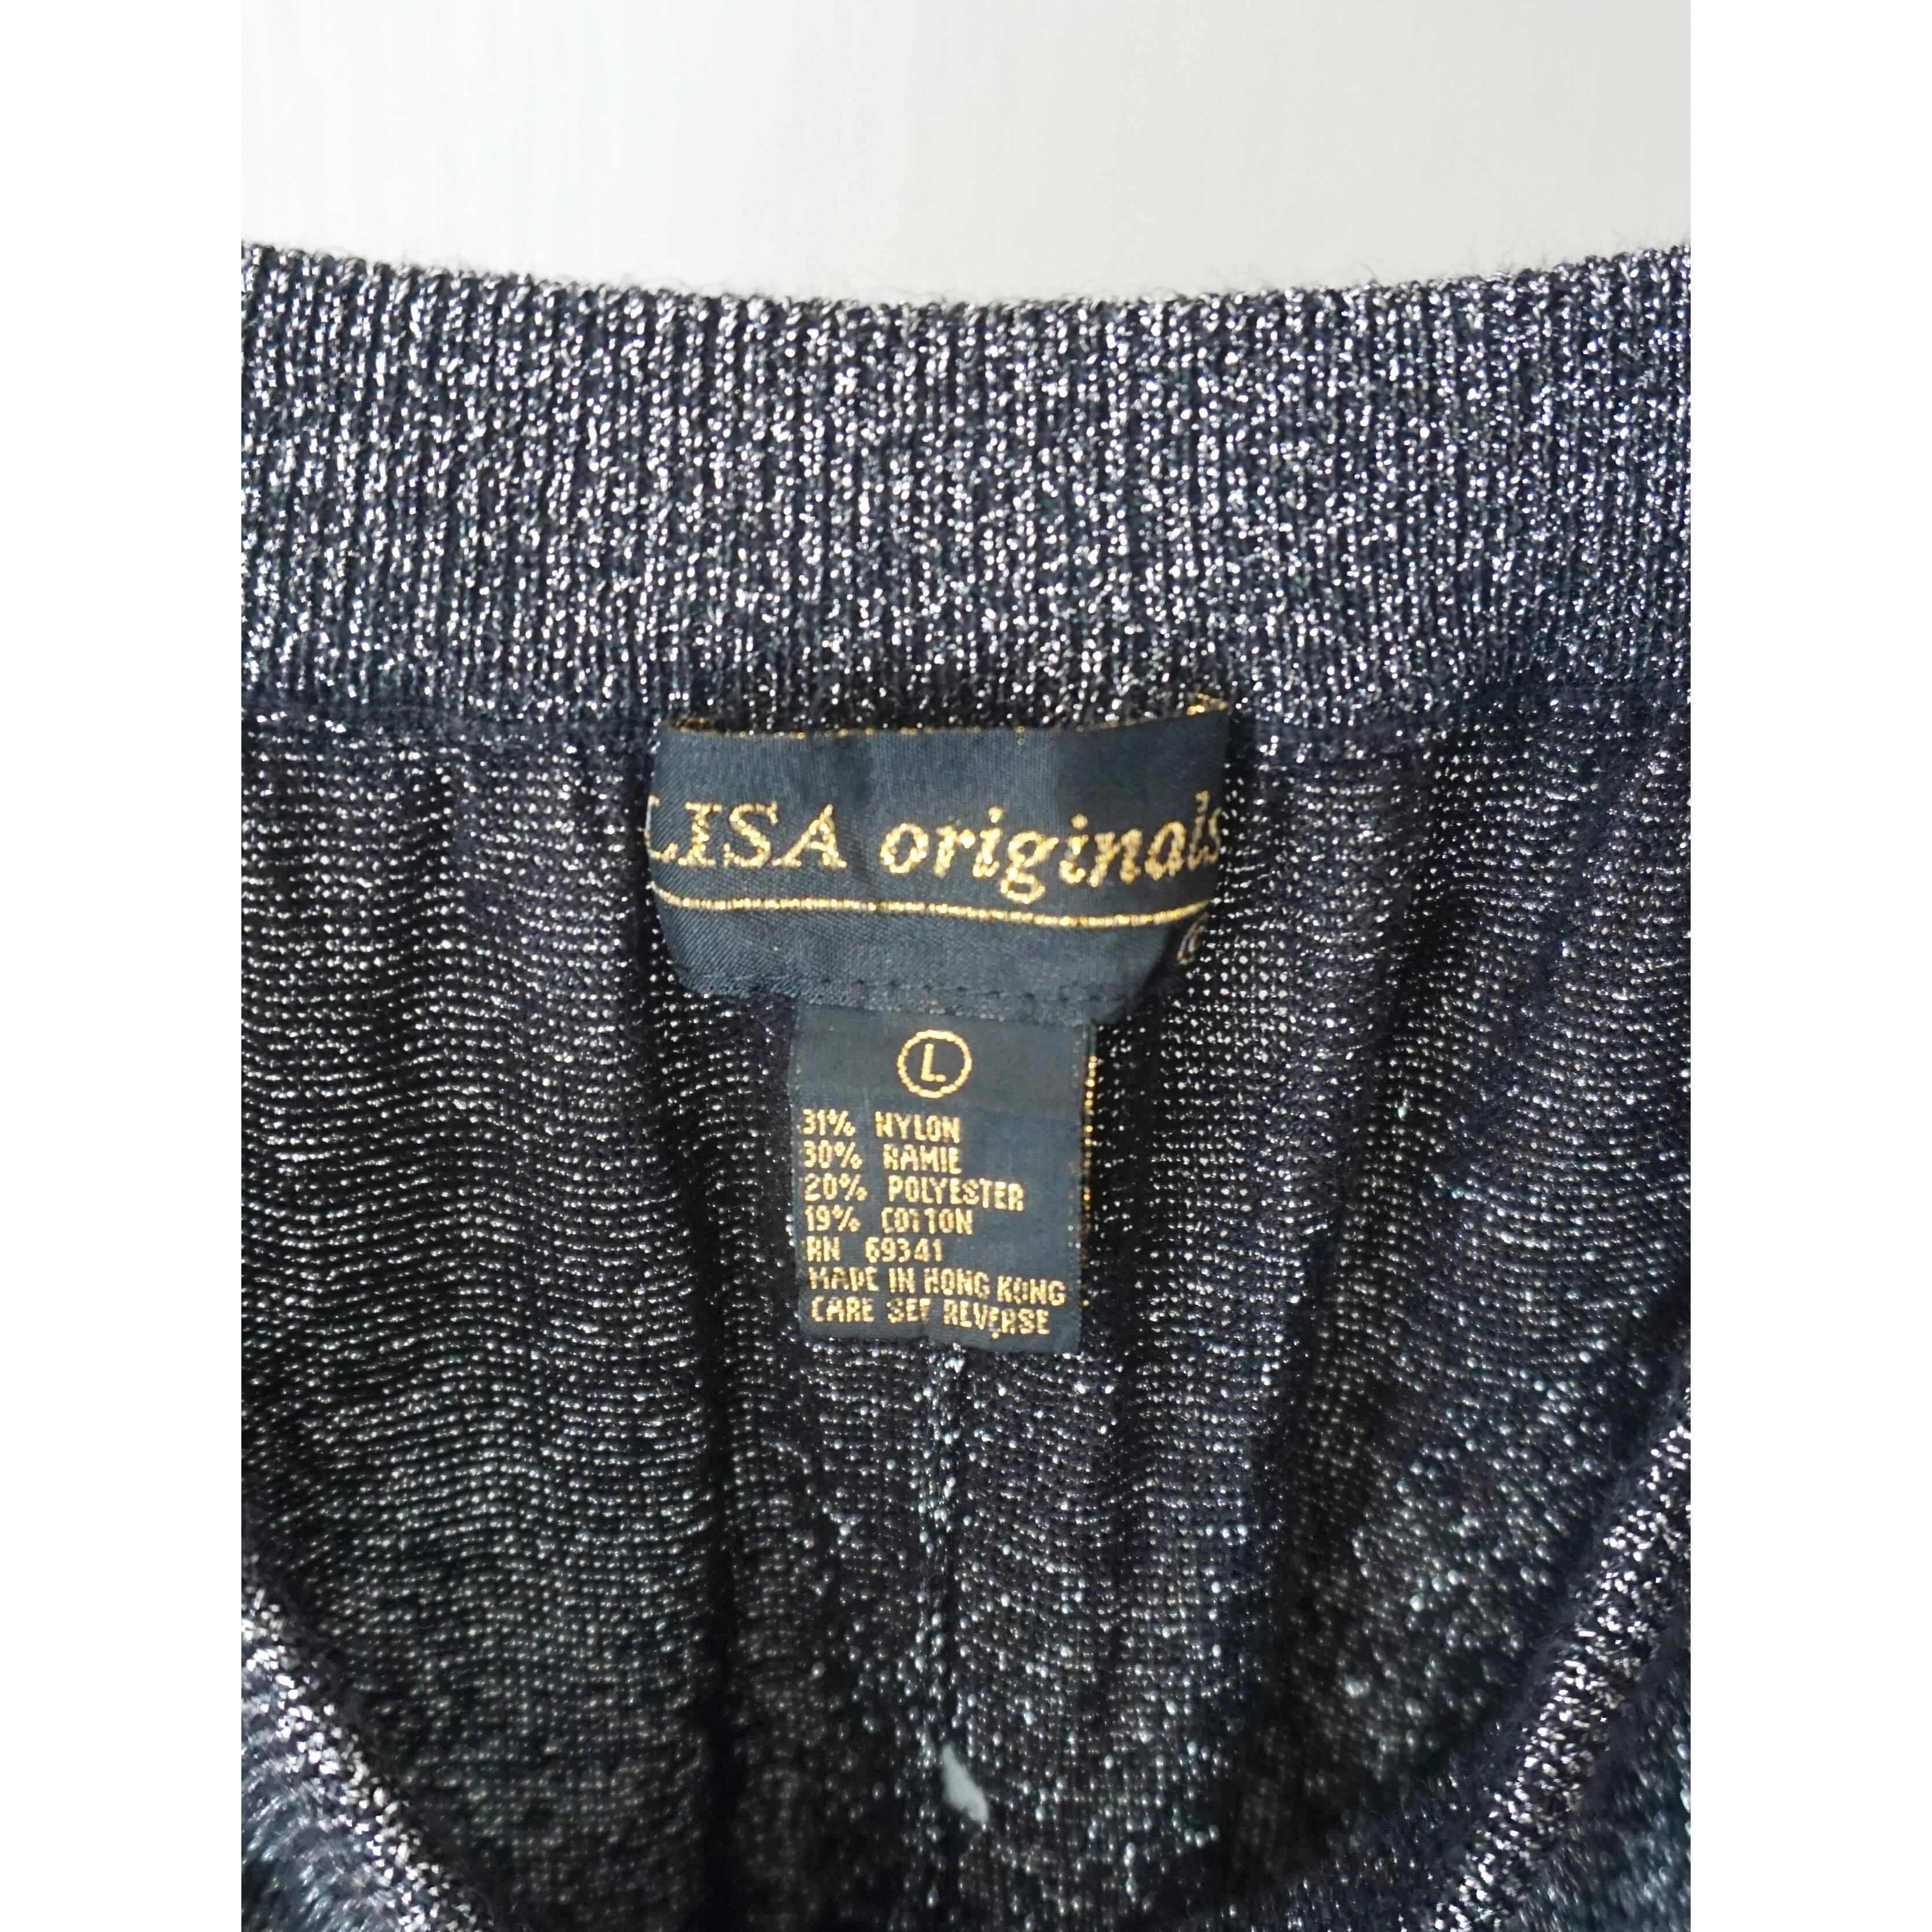 LISA originals
L
31% NYLON
30% RAMIE
20% POLYESTER
19% COTTON
RN 69341
MADE IN HONG KONG
CARE SEE REVERSE